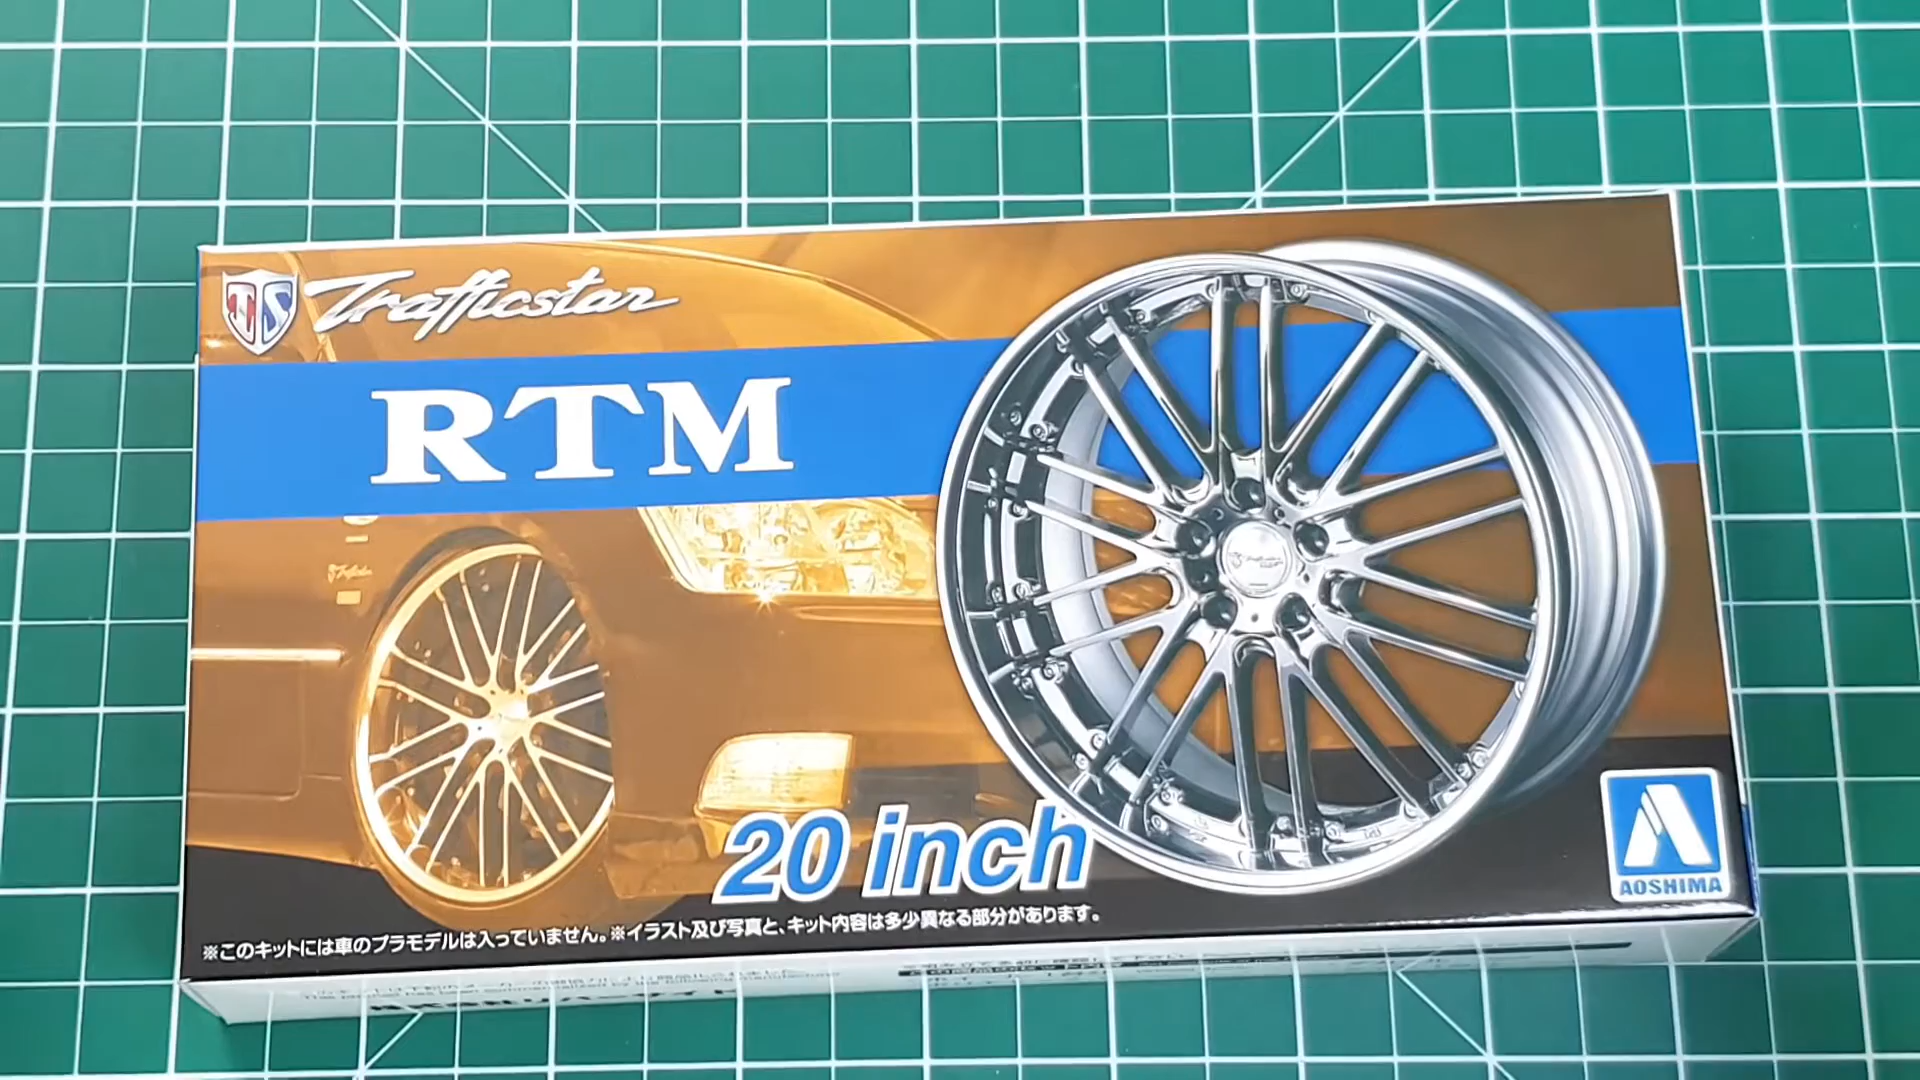 TS Trafficstar
RTM
20 inch
AOSHIMA
※このキットには車のプラモデルは入っていません。※イラスト及び写真と、キット内容は多少異なる部分があります。